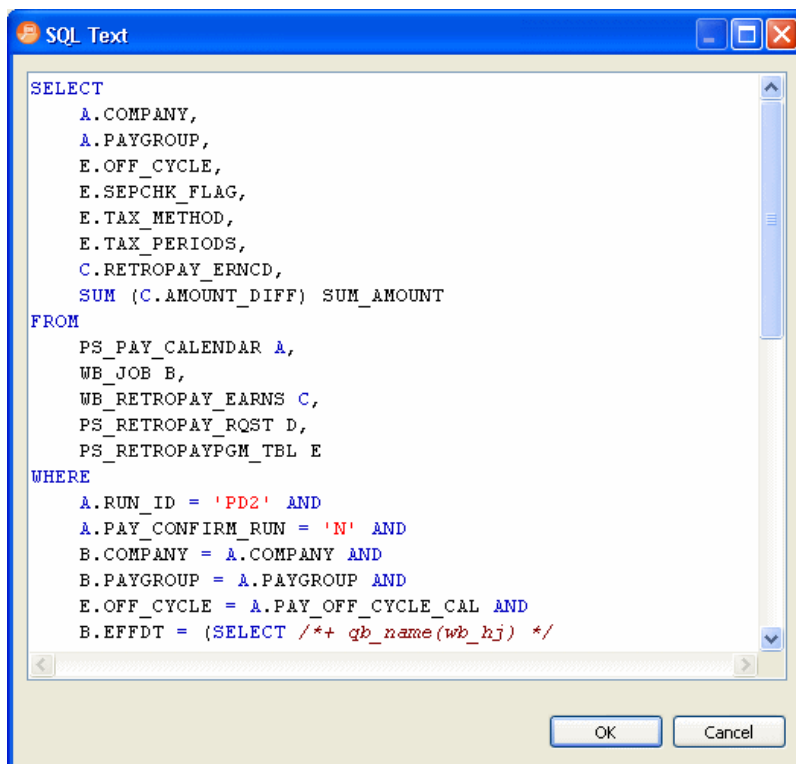 SQL Text
SELECT
A.COMPANY,
A.PAYGROUP,
E.OFF_CYCLE,
E.SEPCHK_FLAG,
E.TAX_METHOD,
E.TAX_PERIODS,
C.RETROPAY_ERNCD,
SUM (C.AMOUNT_DIFF) SUM_AMOUNT
FROM
PS_PAY_CALENDAR A,
WB_JOB B,
WB_RETROPAY_EARNS C,
PS_RETROPAY_RQST D,
PS_RETROPAYPGM_TBL E
WHERE
A.RUN_ID = 'PD2' AND
A.PAY_CONFIRM_RUN = 'N' AND
B.COMPANY = A.COMPANY AND
B.PAYGROUP = A.PAYGROUP AND
E.OFF_CYCLE = A.PAY_OFF_CYCLE_CAL AND
B.EFFDT = (SELECT /*+ qb_name(wb_hj) */
OK Cancel